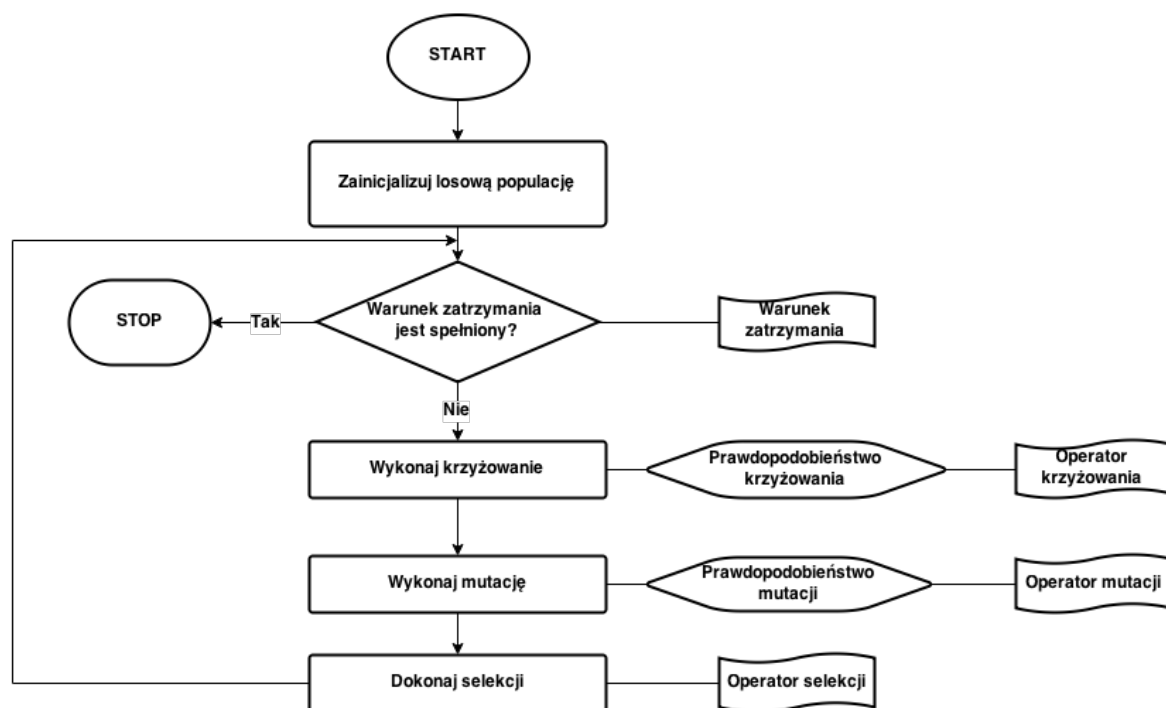 START
Zainicjalizuj losową populację
Warunek zatrzymania
jest spełniony?
STOP
Tak
Warunek
zatrzymania
Nie
Wykonaj krzyżowanie
Prawdopodobieństwo
krzyżowania
Operator
krzyżowania
Wykonaj mutację
Prawdopodobieństwo
mutacji
Operator mutacji
Dokonaj selekcji
Operator selekcji